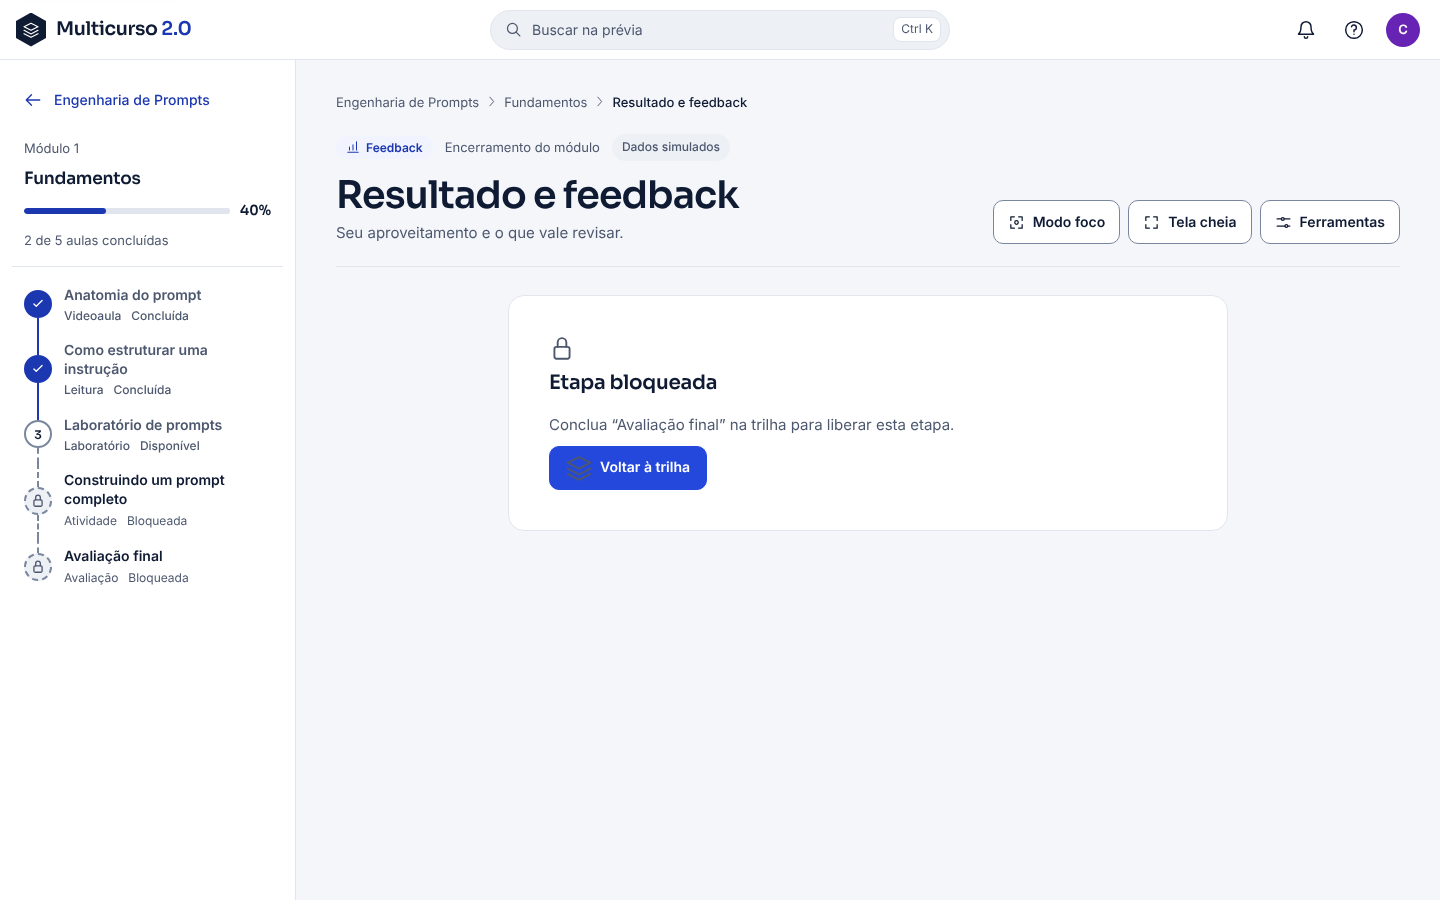 Multicurso 2.0
Buscar na prévia
Ctrl K
C
Engenharia de Prompts
Módulo 1
Fundamentos
40%
2 de 5 aulas concluídas
Anatomia do prompt
Videoaula Concluída
Como estruturar uma
instrução
Leitura Concluída
3
Laboratório de prompts
Laboratório Disponível
Construindo um prompt
completo
Atividade Bloqueada
Avaliação final
Avaliação Bloqueada
Engenharia de Prompts Fundamentos Resultado e feedback
Feedback Encerramento do módulo Dados simulados
Resultado e feedback
Seu aproveitamento e o que vale revisar.
Modo foco
Tela cheia
Ferramentas
Etapa bloqueada
Conclua “Avaliação final” na trilha para liberar esta etapa.
Voltar à trilha